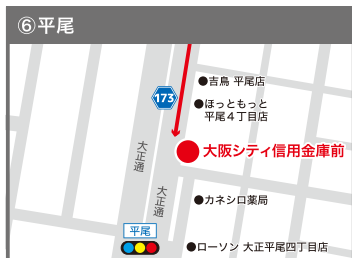 ⑥平尾
●吉鳥 平尾店
173
●ほっともっと
平尾4丁目店
大正通
大阪シティ信用金庫前
大正通
●カネシロ薬局
平尾
●ローソン 大正平尾四丁目店